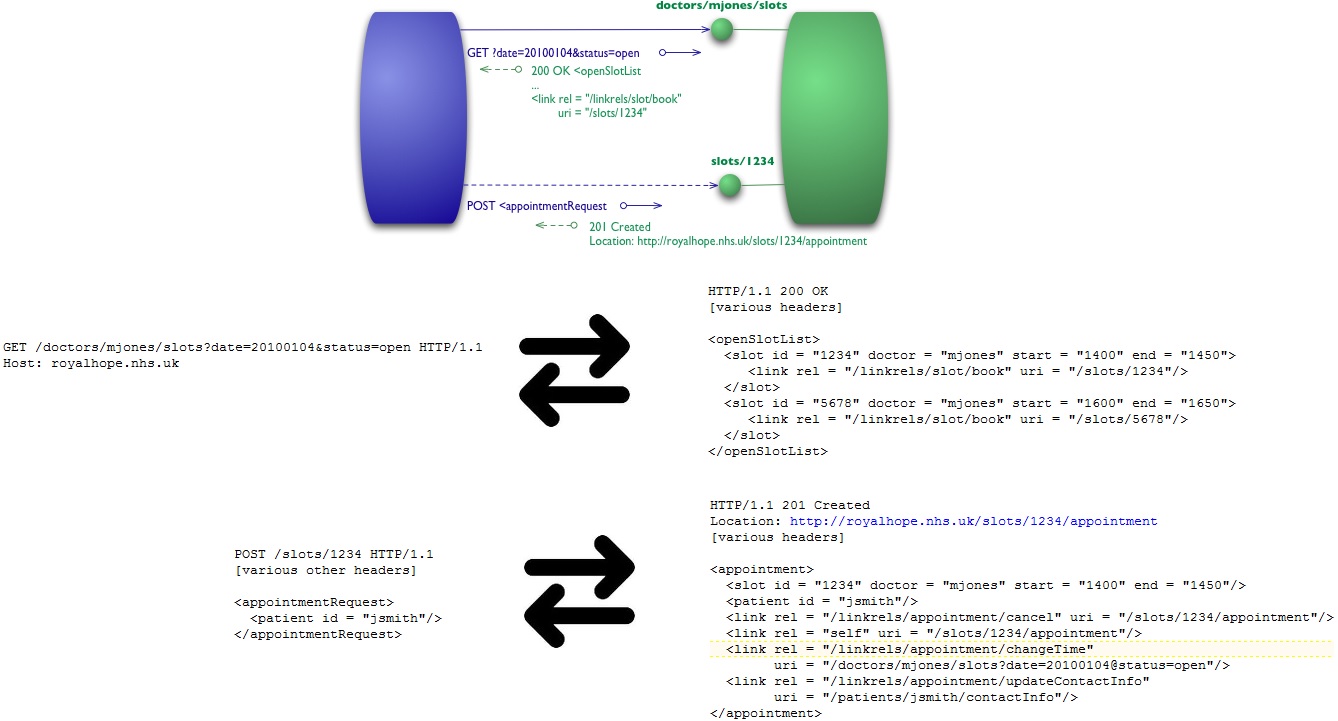 doctors/mjones/slots
GET ?date=20100104&status=open
200 OK <openSlotList
...
<link rel = "/linkrels/slot/book"
uri = "/slots/1234"
slots/1234
POST <appointmentRequest
201 Created
Location: http://royalhope.nhs.uk/slots/1234/appointment
GET /doctors/mjones/slots?date=20100104&status=open HTTP/1.1
Host: royalhope.nhs.uk
HTTP/1.1 200 OK
[various headers]
<openSlotList>
<slot id = "1234" doctor = "mjones" start = "1400" end = "1450">
<link rel = "/linkrels/slot/book" uri = "/slots/1234"/>
</slot>
<slot id = "5678" doctor = "mjones" start = "1600" end = "1650">
<link rel = "/linkrels/slot/book" uri = "/slots/5678"/>
</slot>
</openSlotList>
POST /slots/1234 HTTP/1.1
[various other headers]
<appointmentRequest>
<patient id = "jsmith"/>
</appointmentRequest>
HTTP/1.1 201 Created
Location: http://royalhope.nhs.uk/slots/1234/appointment
[various headers]
<appointment>
<slot id = "1234" doctor = "mjones" start = "1400" end = "1450"/>
<patient id = "jsmith"/>
<link rel = "/linkrels/appointment/cancel" uri = "/slots/1234/appointment"/>
<link rel = "self" uri = "/slots/1234/appointment"/>
<link rel = "/linkrels/appointment/changeTime"
uri = "/doctors/mjones/slots?date=20100104@status=open"/>
<link rel = "/linkrels/appointment/updateContactInfo"
uri = "/patients/jsmith/contactInfo"/>
</appointment>